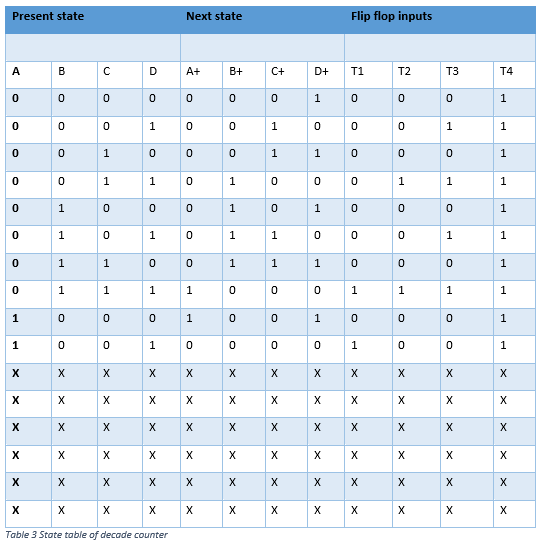 Present state Next state Flip flop inputs
A B C D A+ B+ C+ D+ T1 T2 T3 T4
0 0 0 0 0 0 0 1 0 0 0 1
0 0 0 1 0 0 1 0 0 0 1 1
0 0 1 0 0 0 1 1 0 0 0 1
0 0 1 1 0 1 0 0 0 1 1 1
0 1 0 0 0 1 0 1 0 0 0 1
0 1 0 1 0 1 1 0 0 0 1 1
0 1 1 0 0 1 1 1 0 0 0 1
0 1 1 1 1 0 0 0 1 1 1 1
1 0 0 0 1 0 0 1 0 0 0 1
1 0 0 1 0 0 0 0 1 0 0 1
X X X X X X X X X X X X
X X X X X X X X X X X X
X X X X X X X X X X X X
X X X X X X X X X X X X
X X X X X X X X X X X X
X X X X X X X X X X X X
Table 3 State table of decade counter